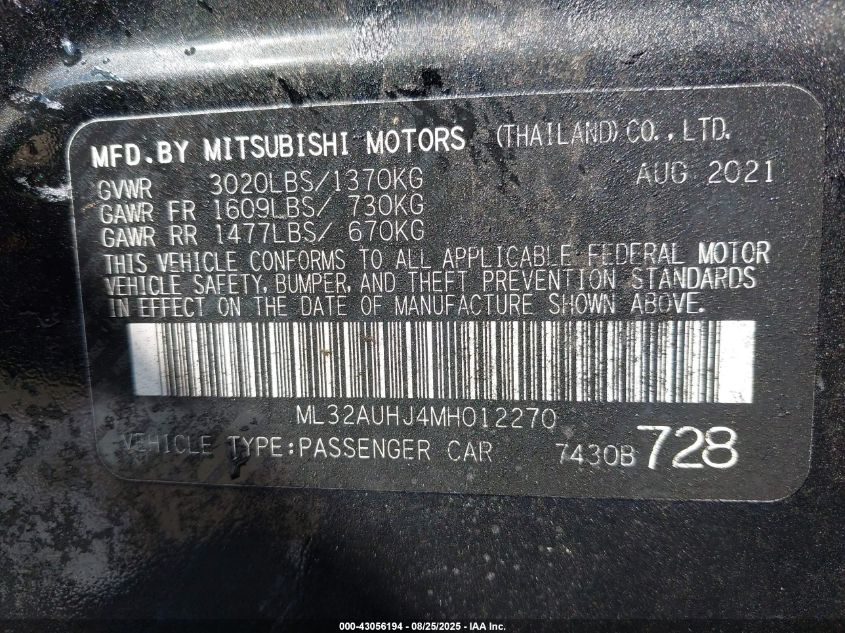 MFD.BY MITSUBISHI MOTORS (THAILAND) CO.,LTD.
GVWR 3020LBS/1370KG AUG 2021
GAWR FR 1609LBS/ 730KG
GAWR RR 1477LBS/ 670KG
THIS VEHICLE CONFORMS TO ALL APPLICABLE FEDERAL MOTOR
VEHICLE SAFETY, BUMPER, AND THEFT PREVENTION STANDARDS
IN EFFECT ON THE DATE OF MANUFACTURE SHOWN ABOVE.
ML32AUHJ4MH012270
VEHICLE TYPE:PASSENGER CAR 7430B 728
000-43056194 - 08/25/2025 - IAA Inc.